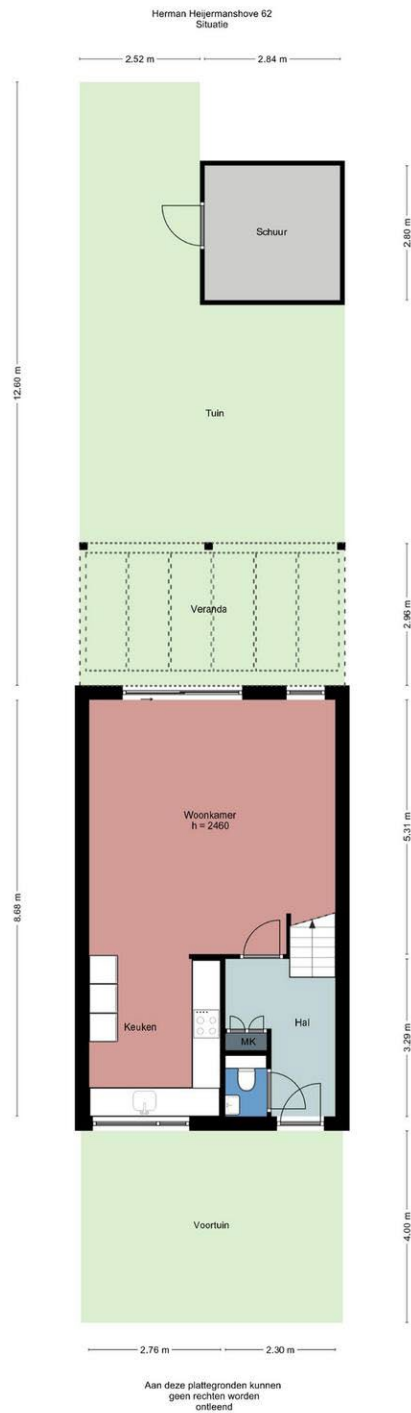 Herman Heijermanshove 62
Situatie
2.52 m
2.84 m
Schuur
2.80 m
12.60 m
Tuin
Veranda
2.96 m
Woonkamer
h = 2460
5.31 m
8.68 m
Keuken
Hal
MK
3.29 m
Voortuin
4.00 m
2.76 m
2.30 m
Aan deze plattegronden kunnen
geen rechten worden
ontleend